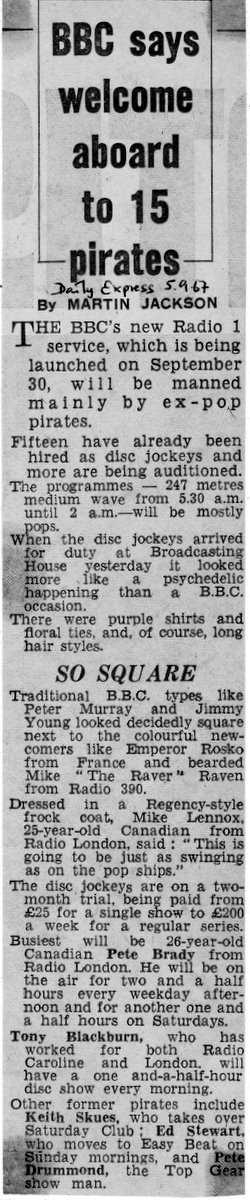 BBC says
welcome
aboard
to 15
pirates
Daily Express 5.9.67
By MARTIN JACKSON
THE BBC's new Radio 1
service, which is being
launched on September
30, will be manned
mainly by ex-pop
pirates.
Fifteen have already been
hired as disc jockeys and
more are being auditioned.
The programmes — 247 metres
medium wave from 5.30 a.m.
until 2 a.m.—will be mostly
pops.
When the disc jockeys arrived
for duty at Broadcasting
House yesterday it looked
more like a psychedelic
happening than a B.B.C.
occasion.
There were purple shirts and
floral ties, and, of course, long
hair styles.
SO SQUARE
Traditional B.B.C. types like
Peter Murray and Jimmy
Young looked decidedly square
next to the colourful new-
comers like Emperor Rosko
from France and bearded
Mike "The Raver" Raven
from Radio 390.
Dressed in a Regency-style
frock coat, Mike Lennox,
25-year-old Canadian from
Radio London, said : "This is
going to be just as swinging
as on the pop ships."
The disc jockeys are on a two-
month trial, being paid from
£25 for a single show to £200
a week for a regular series.
Busiest will be 26-year-old
Canadian Pete Brady from
Radio London. He will be on
the air for two and a half
hours every weekday after-
noon and for another one and
a half hours on Saturdays.
Tony Blackburn, who has
worked for both Radio
Caroline and London, will
have a one and-a-half-hour
disc show every morning.
Other former pirates include
Keith Skues, who takes over
Saturday Club ; Ed Stewart,
who moves to Easy Beat on
Sunday mornings, and Pete
Drummond, the Top Gear
show man.